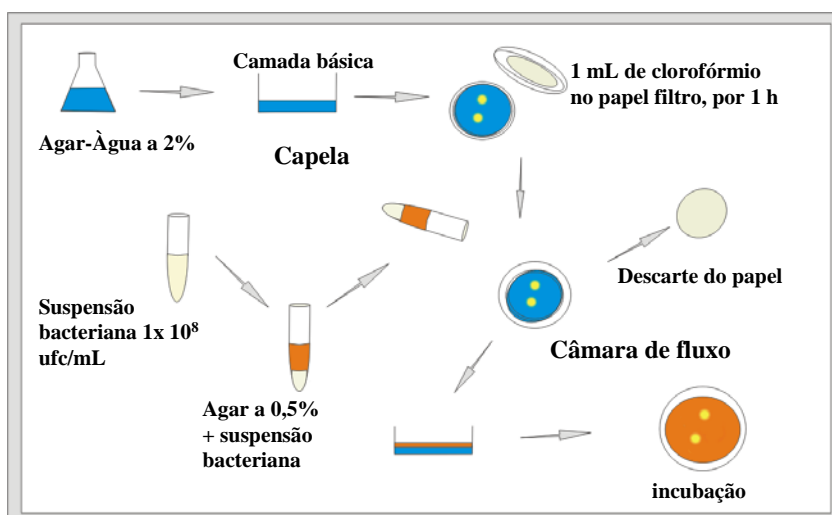 Camada básica
1 mL de clorofórmio
no papel filtro, por 1 h
Agar-Àgua a 2%
Capela
Descarte do papel
Suspensão
bacteriana 1x 10⁸
ufc/mL
Câmara de fluxo
Agar a 0,5%
+ suspensão
bacteriana
incubação